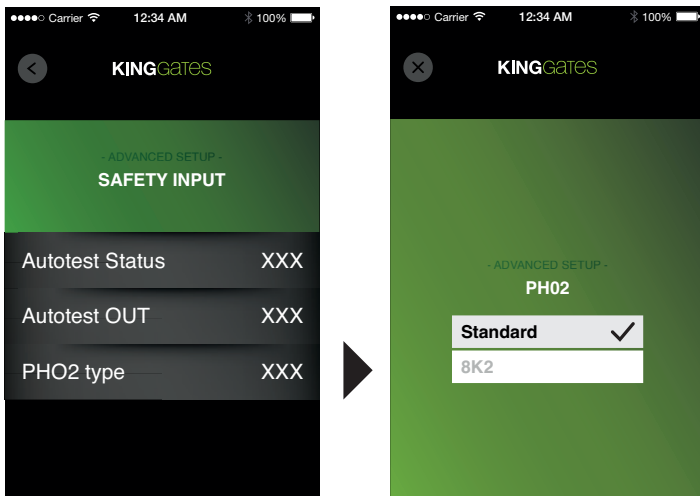 Carrier 12:34 AM 100%
KINGGATES
- ADVANCED SETUP -
SAFETY INPUT
Autotest Status XXX
Autotest OUT XXX
PHO2 type XXX
Carrier 12:34 AM 100%
KINGGATES
- ADVANCED SETUP -
PH02
Standard
8K2